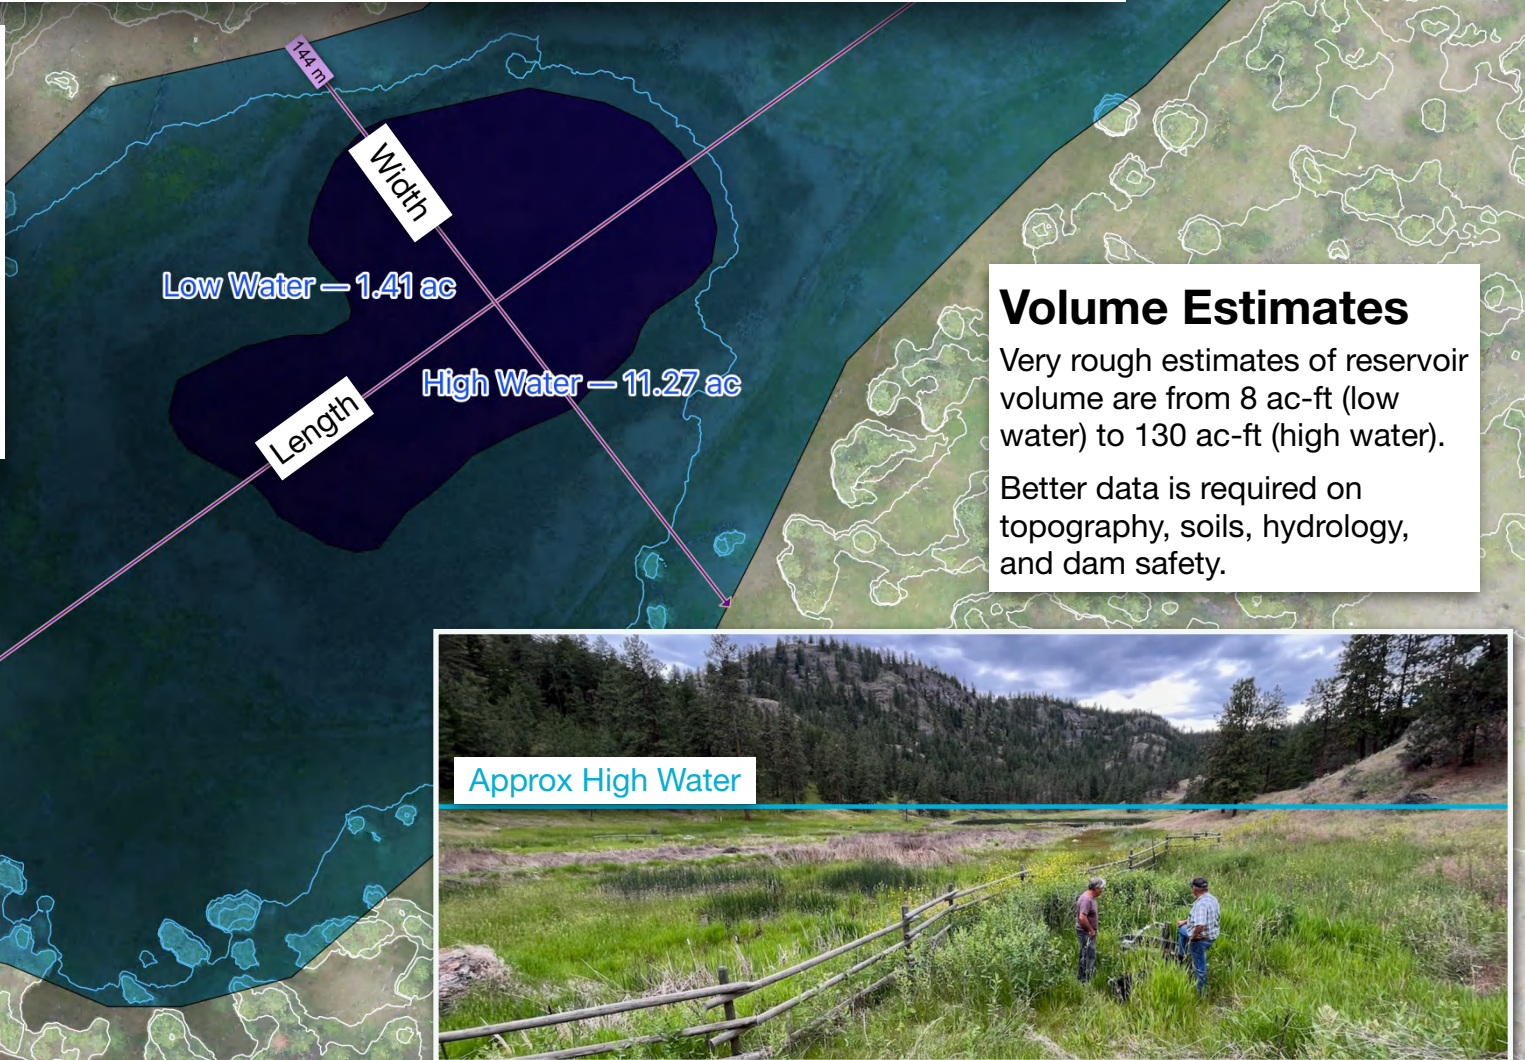 144 m
Width
Low Water — 1.41 ac
High Water — 11.27 ac
Length
Volume Estimates
Very rough estimates of reservoir
volume are from 8 ac-ft (low
water) to 130 ac-ft (high water).
Better data is required on
topography, soils, hydrology,
and dam safety.
Approx High Water